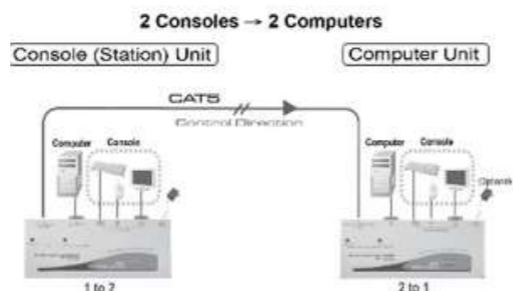 2 Consoles → 2 Computers
Console (Station) Unit
Computer Unit
CAT5
Control Direction
Computer
Console
Computer
Console
Optional
1 to 2
2 to 1